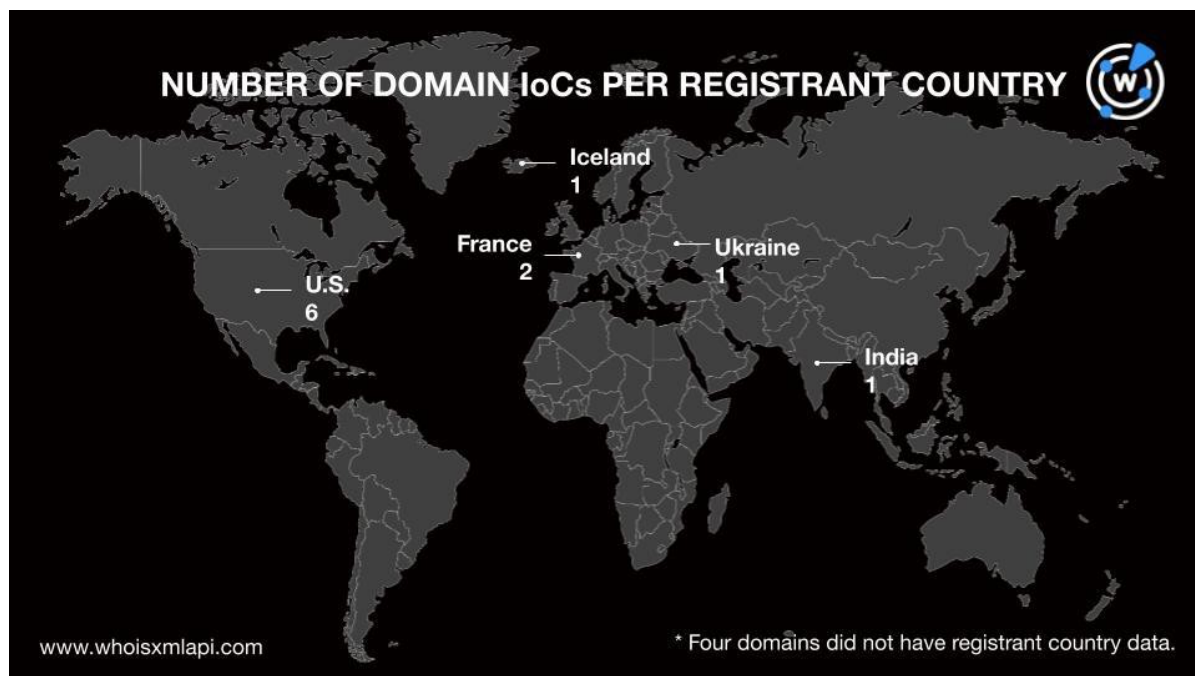 NUMBER OF DOMAIN IoCs PER REGISTRANT COUNTRY
W
Iceland
1
France
2
Ukraine
1
U.S.
6
India
1
www.whoisxmlapi.com
* Four domains did not have registrant country data.